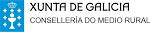 XUNTA DE GALICIA
CONSELLERÍA DO MEDIO RURAL